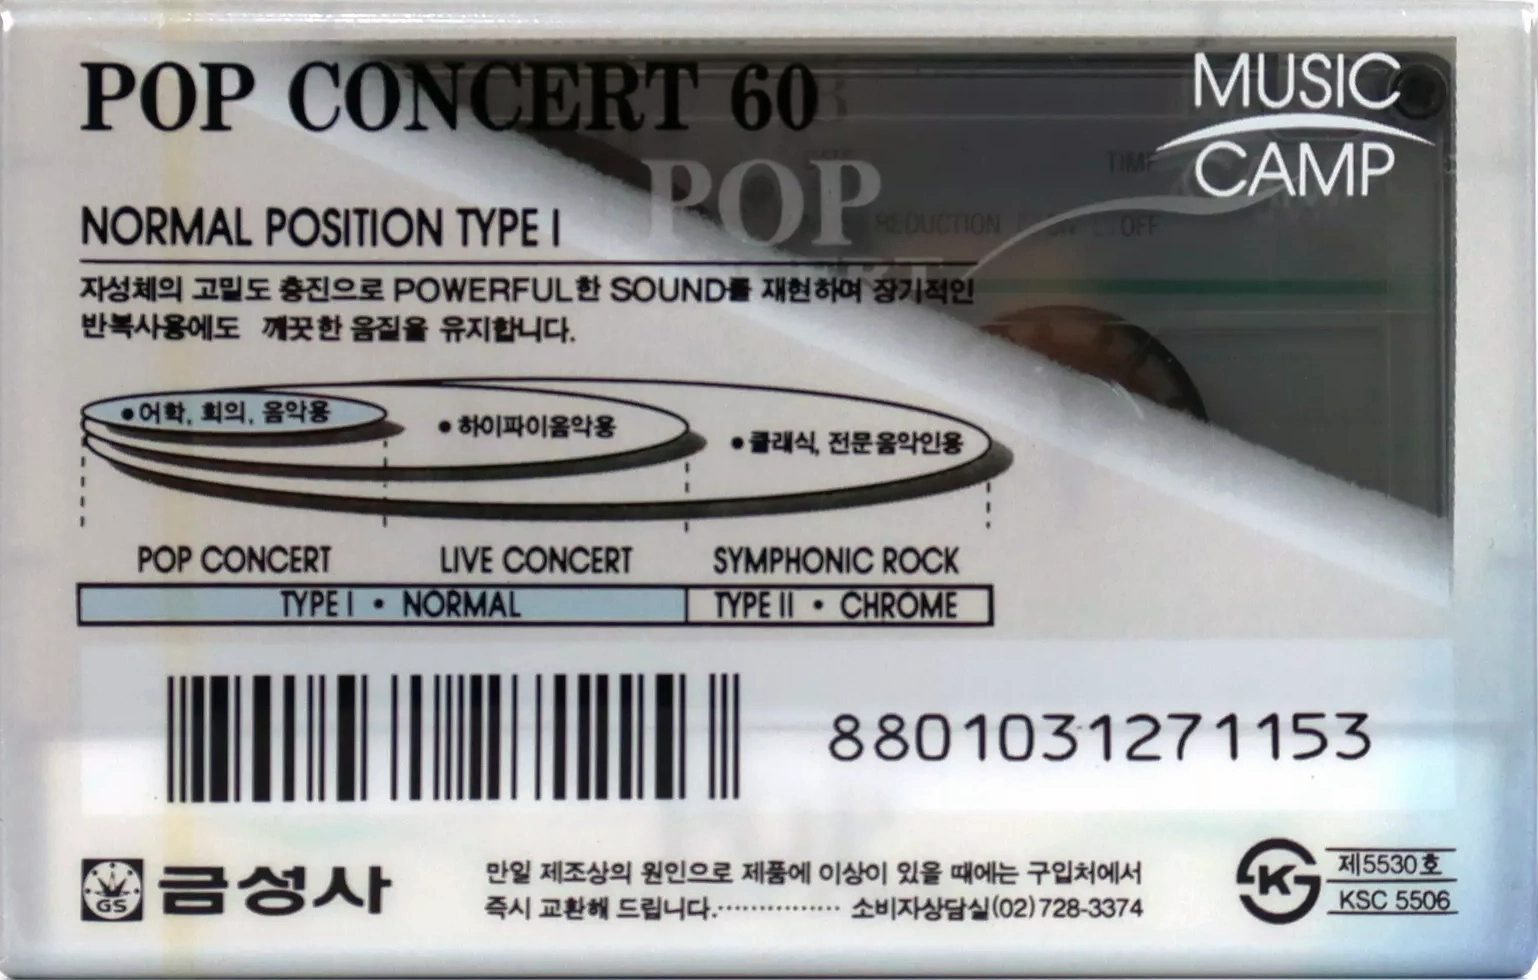 POP CONCERT 60
MUSIC
CAMP
POP
TIME
REDUCTION
OFF
NORMAL POSITION TYPE I
자성체의 고밀도 충진으로 POWERFUL한 SOUND를 재현하며 장기적인
반복사용에도 깨끗한 음질을 유지합니다.
●어학, 회의, 음악용
●하이파이음악용
●클래식, 전문음악인용
POP CONCERT LIVE CONCERT SYMPHONIC ROCK
TYPE I • NORMAL TYPE II • CHROME
8801031271153
GS 금성사
만일 제조상의 원인으로 제품에 이상이 있을 때에는 구입처에서
즉시 교환해 드립니다.················ 소비자상담실(02)728-3374
K
제5530호
KSC 5506